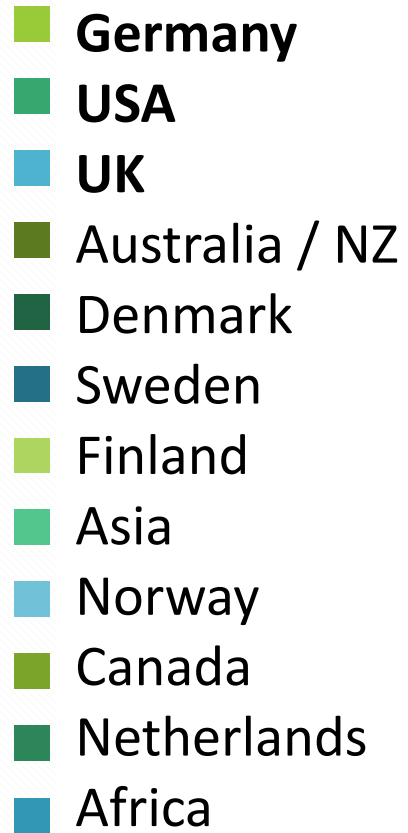 Germany
USA
UK
Australia / NZ
Denmark
Sweden
Finland
Asia
Norway
Canada
Netherlands
Africa